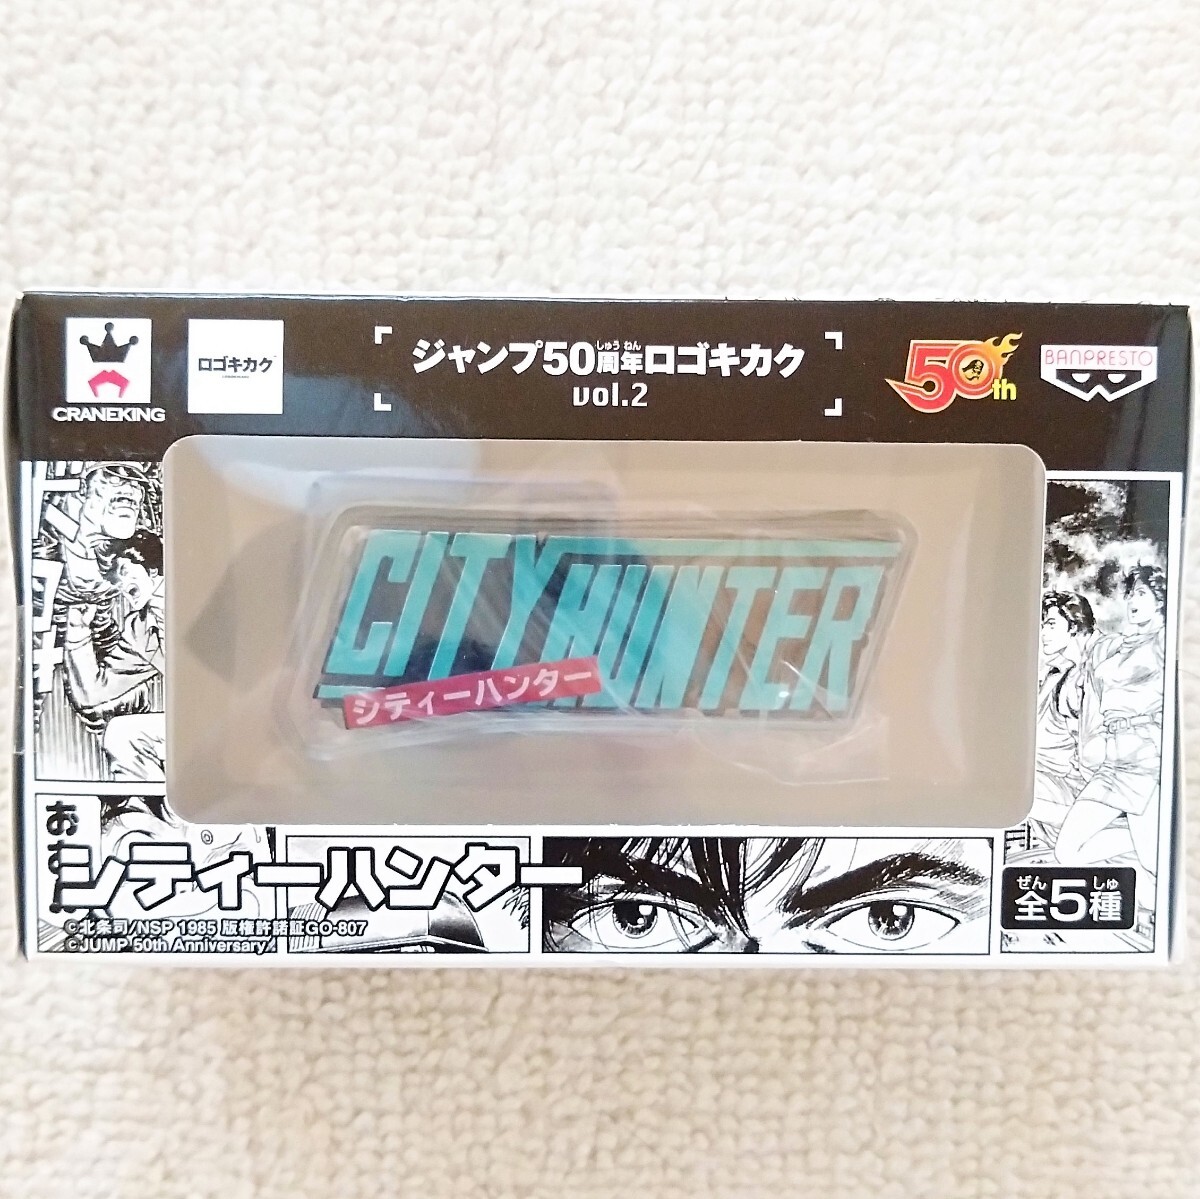 CRANEKING
ロゴキカク
ジャンプ50周年ロゴキカク
しゅうねん
vol.2
50th
BANPRESTO
CITY HUNTER
シティーハンター
シティーハンター
©北条司/NSP 1985 版権許諾証GO-807
©JUMP 50th Anniversary
ぜん しゅ
全5種